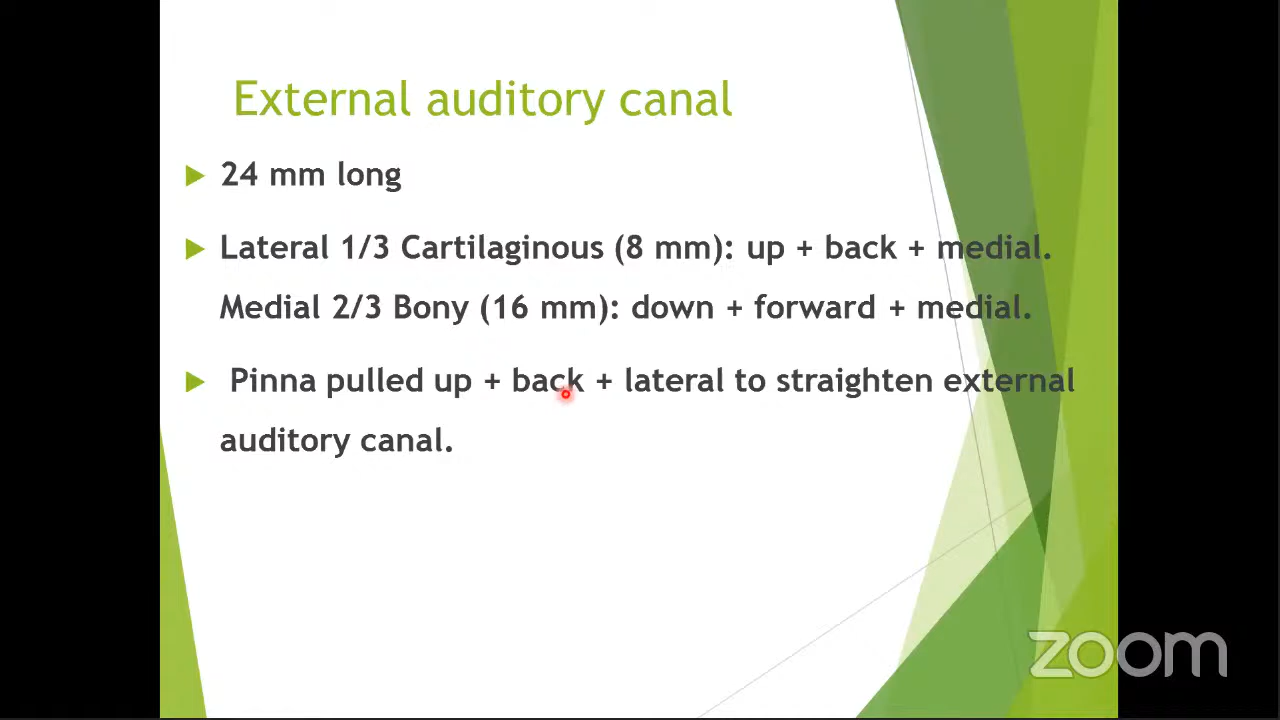 External auditory canal
24 mm long
Lateral 1/3 Cartilaginous (8 mm): up + back + medial.
Medial 2/3 Bony (16 mm): down + forward + medial.
Pinna pulled up + back + lateral to straighten external
auditory canal.
zoom